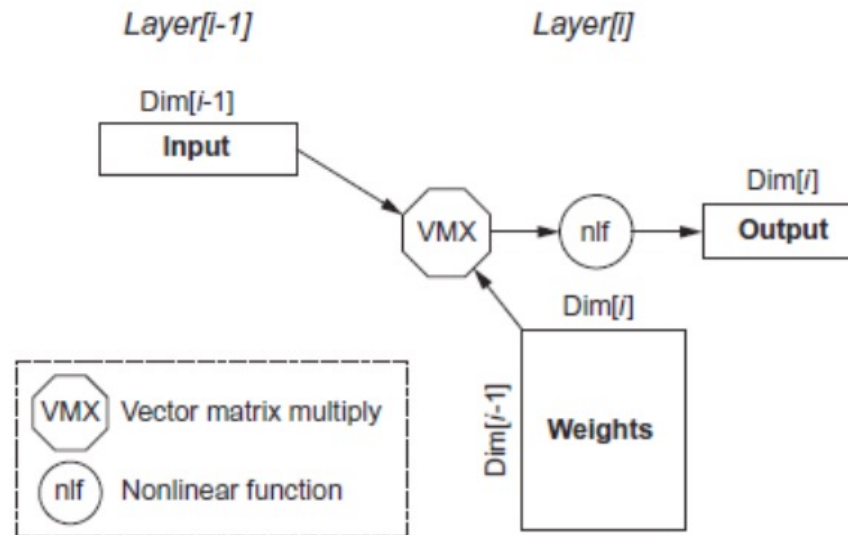 Layer[i-1]
Layer[i]
Dim[i-1]
Input
VMX
nlf
Dim[i]
Output
Dim[i]
Dim[i-1]
Weights
VMX Vector matrix multiply
nlf Nonlinear function